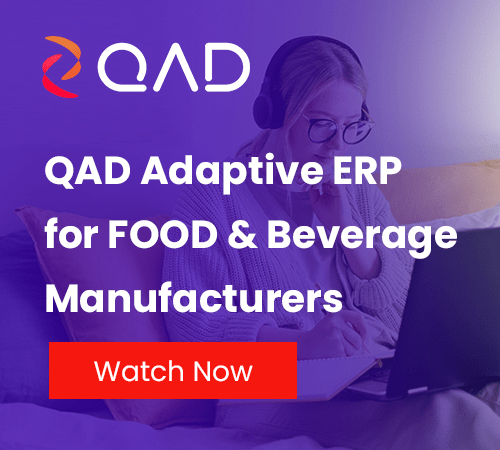 QAD
QAD Adaptive ERP
for FOOD & Beverage
Manufacturers
Watch Now